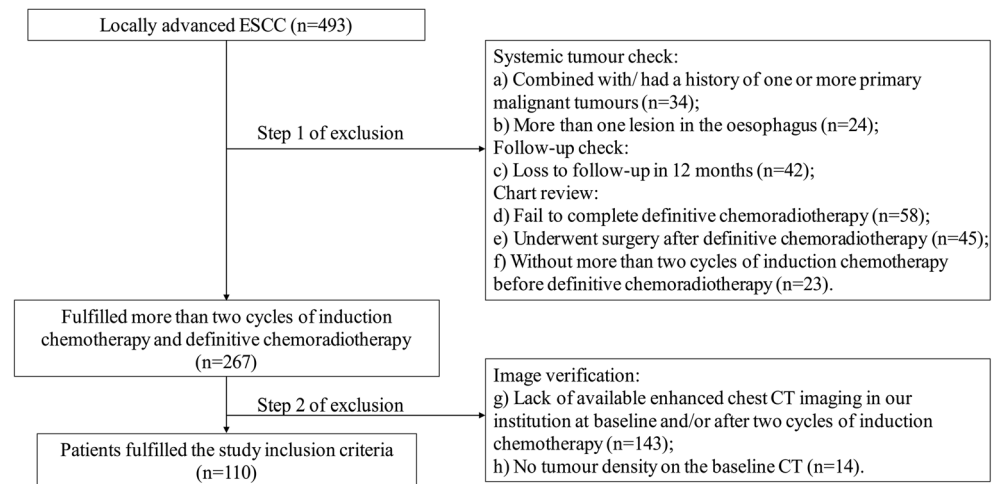 Locally advanced ESCC (n=493)
Step 1 of exclusion
Systemic tumour check:
a) Combined with/ had a history of one or more primary
malignant tumours (n=34);
b) More than one lesion in the oesophagus (n=24);
Follow-up check:
c) Loss to follow-up in 12 months (n=42);
Chart review:
d) Fail to complete definitive chemoradiotherapy (n=58);
e) Underwent surgery after definitive chemoradiotherapy (n=45);
f) Without more than two cycles of induction chemotherapy
before definitive chemoradiotherapy (n=23).
Fulfilled more than two cycles of induction
chemotherapy and definitive chemoradiotherapy
(n=267)
Step 2 of exclusion
Image verification:
g) Lack of available enhanced chest CT imaging in our
institution at baseline and/or after two cycles of induction
chemotherapy (n=143);
h) No tumour density on the baseline CT (n=14).
Patients fulfilled the study inclusion criteria
(n=110)